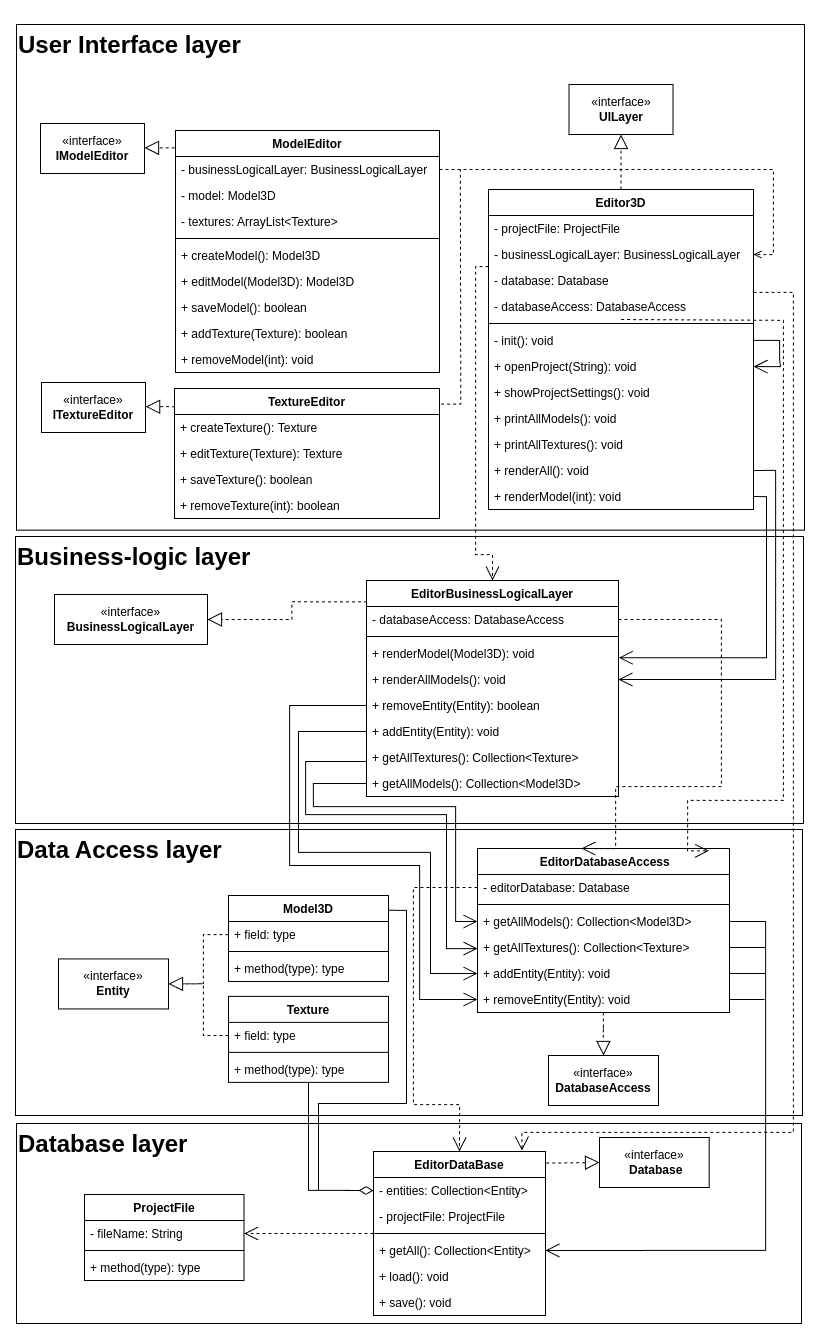 User Interface layer
«interface»
UILayer
«interface»
IModelEditor
ModelEditor
- businessLogicalLayer: BusinessLogicalLayer
- model: Model3D
- textures: ArrayList<Texture>
+ createModel(): Model3D
+ editModel(Model3D): Model3D
+ saveModel(): boolean
+ addTexture(Texture): boolean
+ removeModel(int): void
Editor3D
- projectFile: ProjectFile
- businessLogicalLayer: BusinessLogicalLayer
- database: Database
- databaseAccess: DatabaseAccess
- init(): void
+ openProject(String): void
+ showProjectSettings(): void
+ printAllModels(): void
+ printAllTextures(): void
+ renderAll(): void
+ renderModel(int): void
«interface»
ITextureEditor
TextureEditor
+ createTexture(): Texture
+ editTexture(Texture): Texture
+ saveTexture(): boolean
+ removeTexture(int): boolean
Business-logic layer
«interface»
BusinessLogicalLayer
EditorBusinessLogicalLayer
- databaseAccess: DatabaseAccess
+ renderModel(Model3D): void
+ renderAllModels(): void
+ removeEntity(Entity): boolean
+ addEntity(Entity): void
+ getAllTextures(): Collection<Texture>
+ getAllModels(): Collection<Model3D>
Data Access layer
EditorDatabaseAccess
- editorDatabase: Database
+ getAllModels(): Collection<Model3D>
+ getAllTextures(): Collection<Texture>
+ addEntity(Entity): void
+ removeEntity(Entity): void
Model3D
+ field: type
+ method(type): type
«interface»
Entity
Texture
+ field: type
+ method(type): type
«interface»
DatabaseAccess
Database layer
EditorDataBase
- entities: Collection<Entity>
- projectFile: ProjectFile
+ getAll(): Collection<Entity>
+ load(): void
+ save(): void
«interface»
Database
ProjectFile
- fileName: String
+ method(type): type